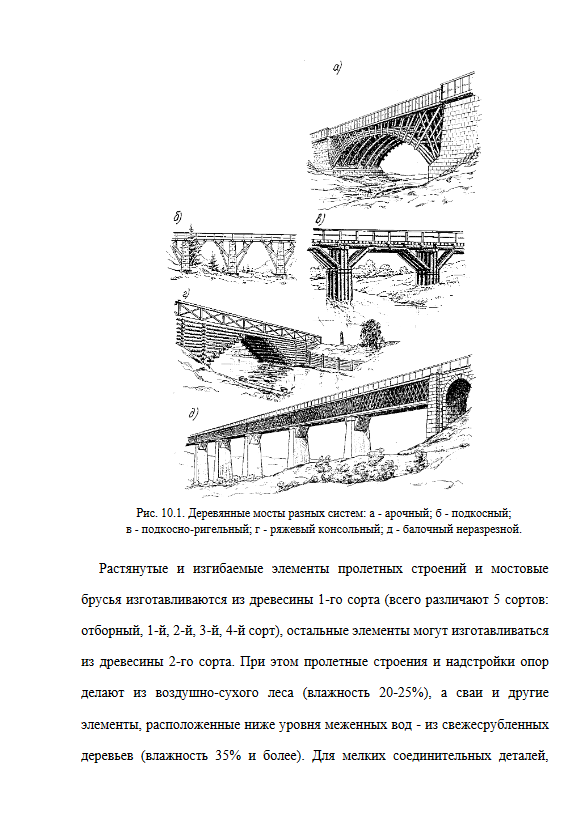 а)
б)
в)
г)
д)
Рис. 10.1. Деревянные мосты разных систем: а - арочный; б - подкосный;
в - подкосно-ригельный; г - ряжевый консольный; д - балочный неразрезной.
Растянутые и изгибаемые элементы пролетных строений и мостовые
брусья изготавливаются из древесины 1-го сорта (всего различают 5 сортов:
отборный, 1-й, 2-й, 3-й, 4-й сорт), остальные элементы могут изготавливаться
из древесины 2-го сорта. При этом пролетные строения и надстройки опор
делают из воздушно-сухого леса (влажность 20-25%), а сваи и другие
элементы, расположенные ниже уровня меженных вод - из свежесрубленных
деревьев (влажность 35% и более). Для мелких соединительных деталей,